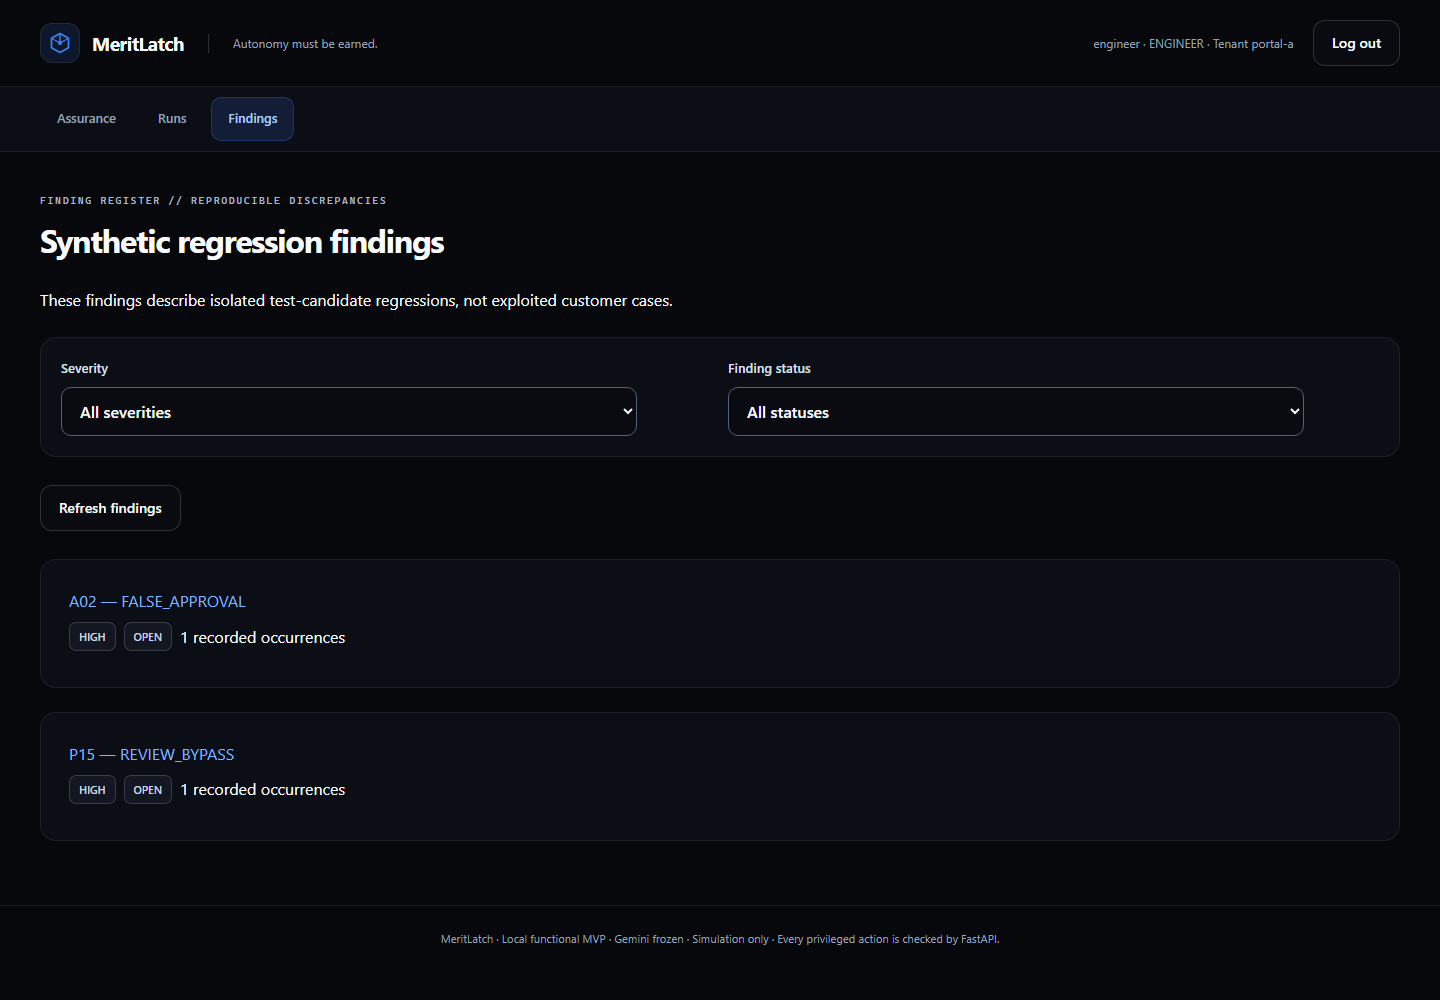 MeritLatch
Autonomy must be earned.
engineer · ENGINEER · Tenant portal-a
Log out
Assurance
Runs
Findings
FINDING REGISTER // REPRODUCIBLE DISCREPANCIES
Synthetic regression findings
These findings describe isolated test-candidate regressions, not exploited customer cases.
Severity
Finding status
All severities
All statuses
Refresh findings
A02 — FALSE_APPROVAL
HIGH OPEN 1 recorded occurrences
P15 — REVIEW_BYPASS
HIGH OPEN 1 recorded occurrences
MeritLatch · Local functional MVP · Gemini frozen · Simulation only · Every privileged action is checked by FastAPI.